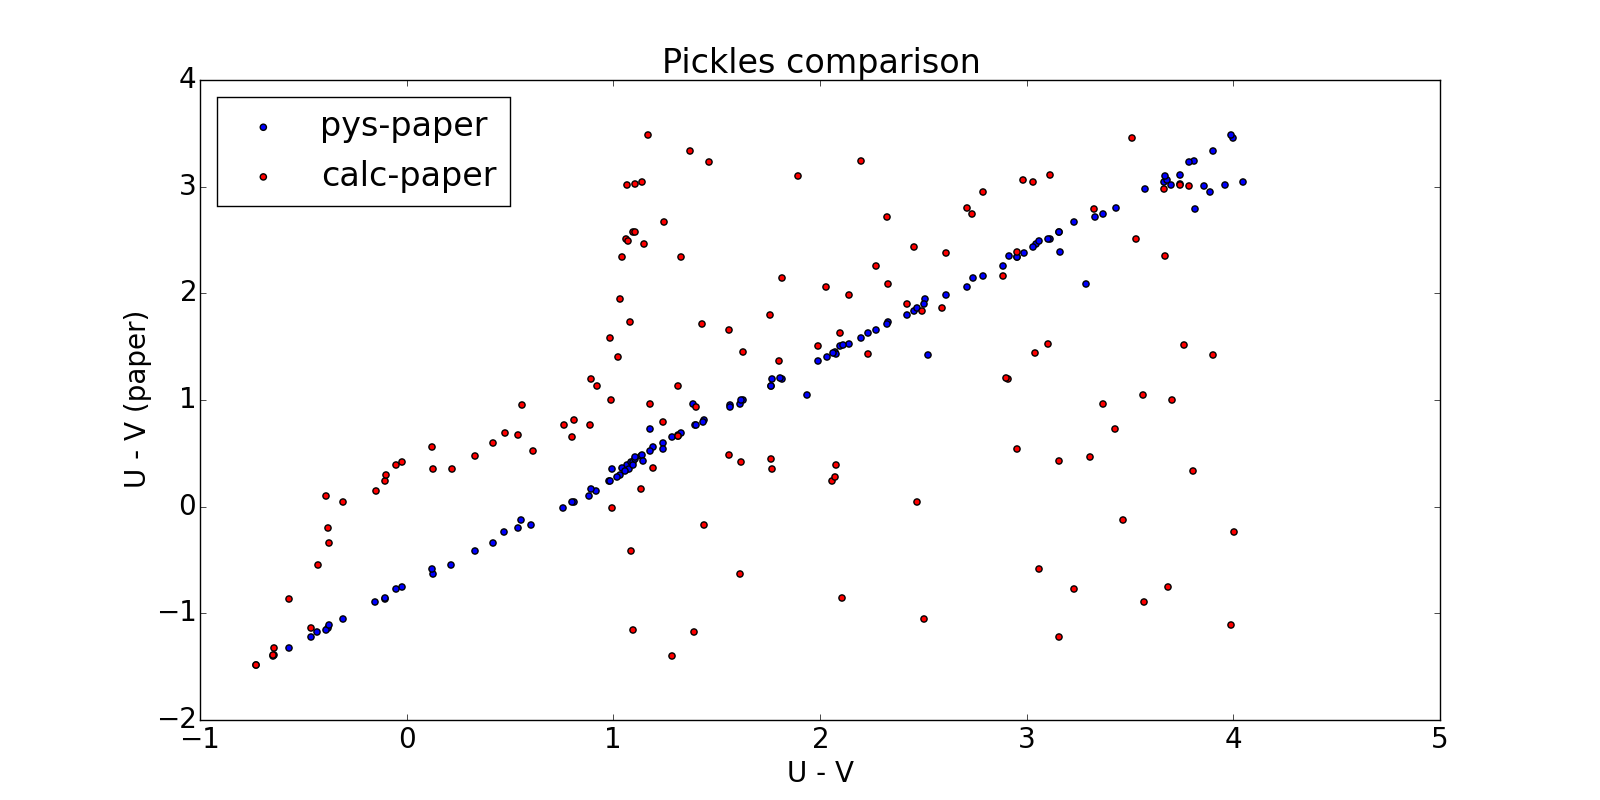 Pickles comparison
pys-paper
calc-paper
U - V (paper)
4
3
2
1
0
−1
−2
−1 0 1 2 3 4 5
U - V